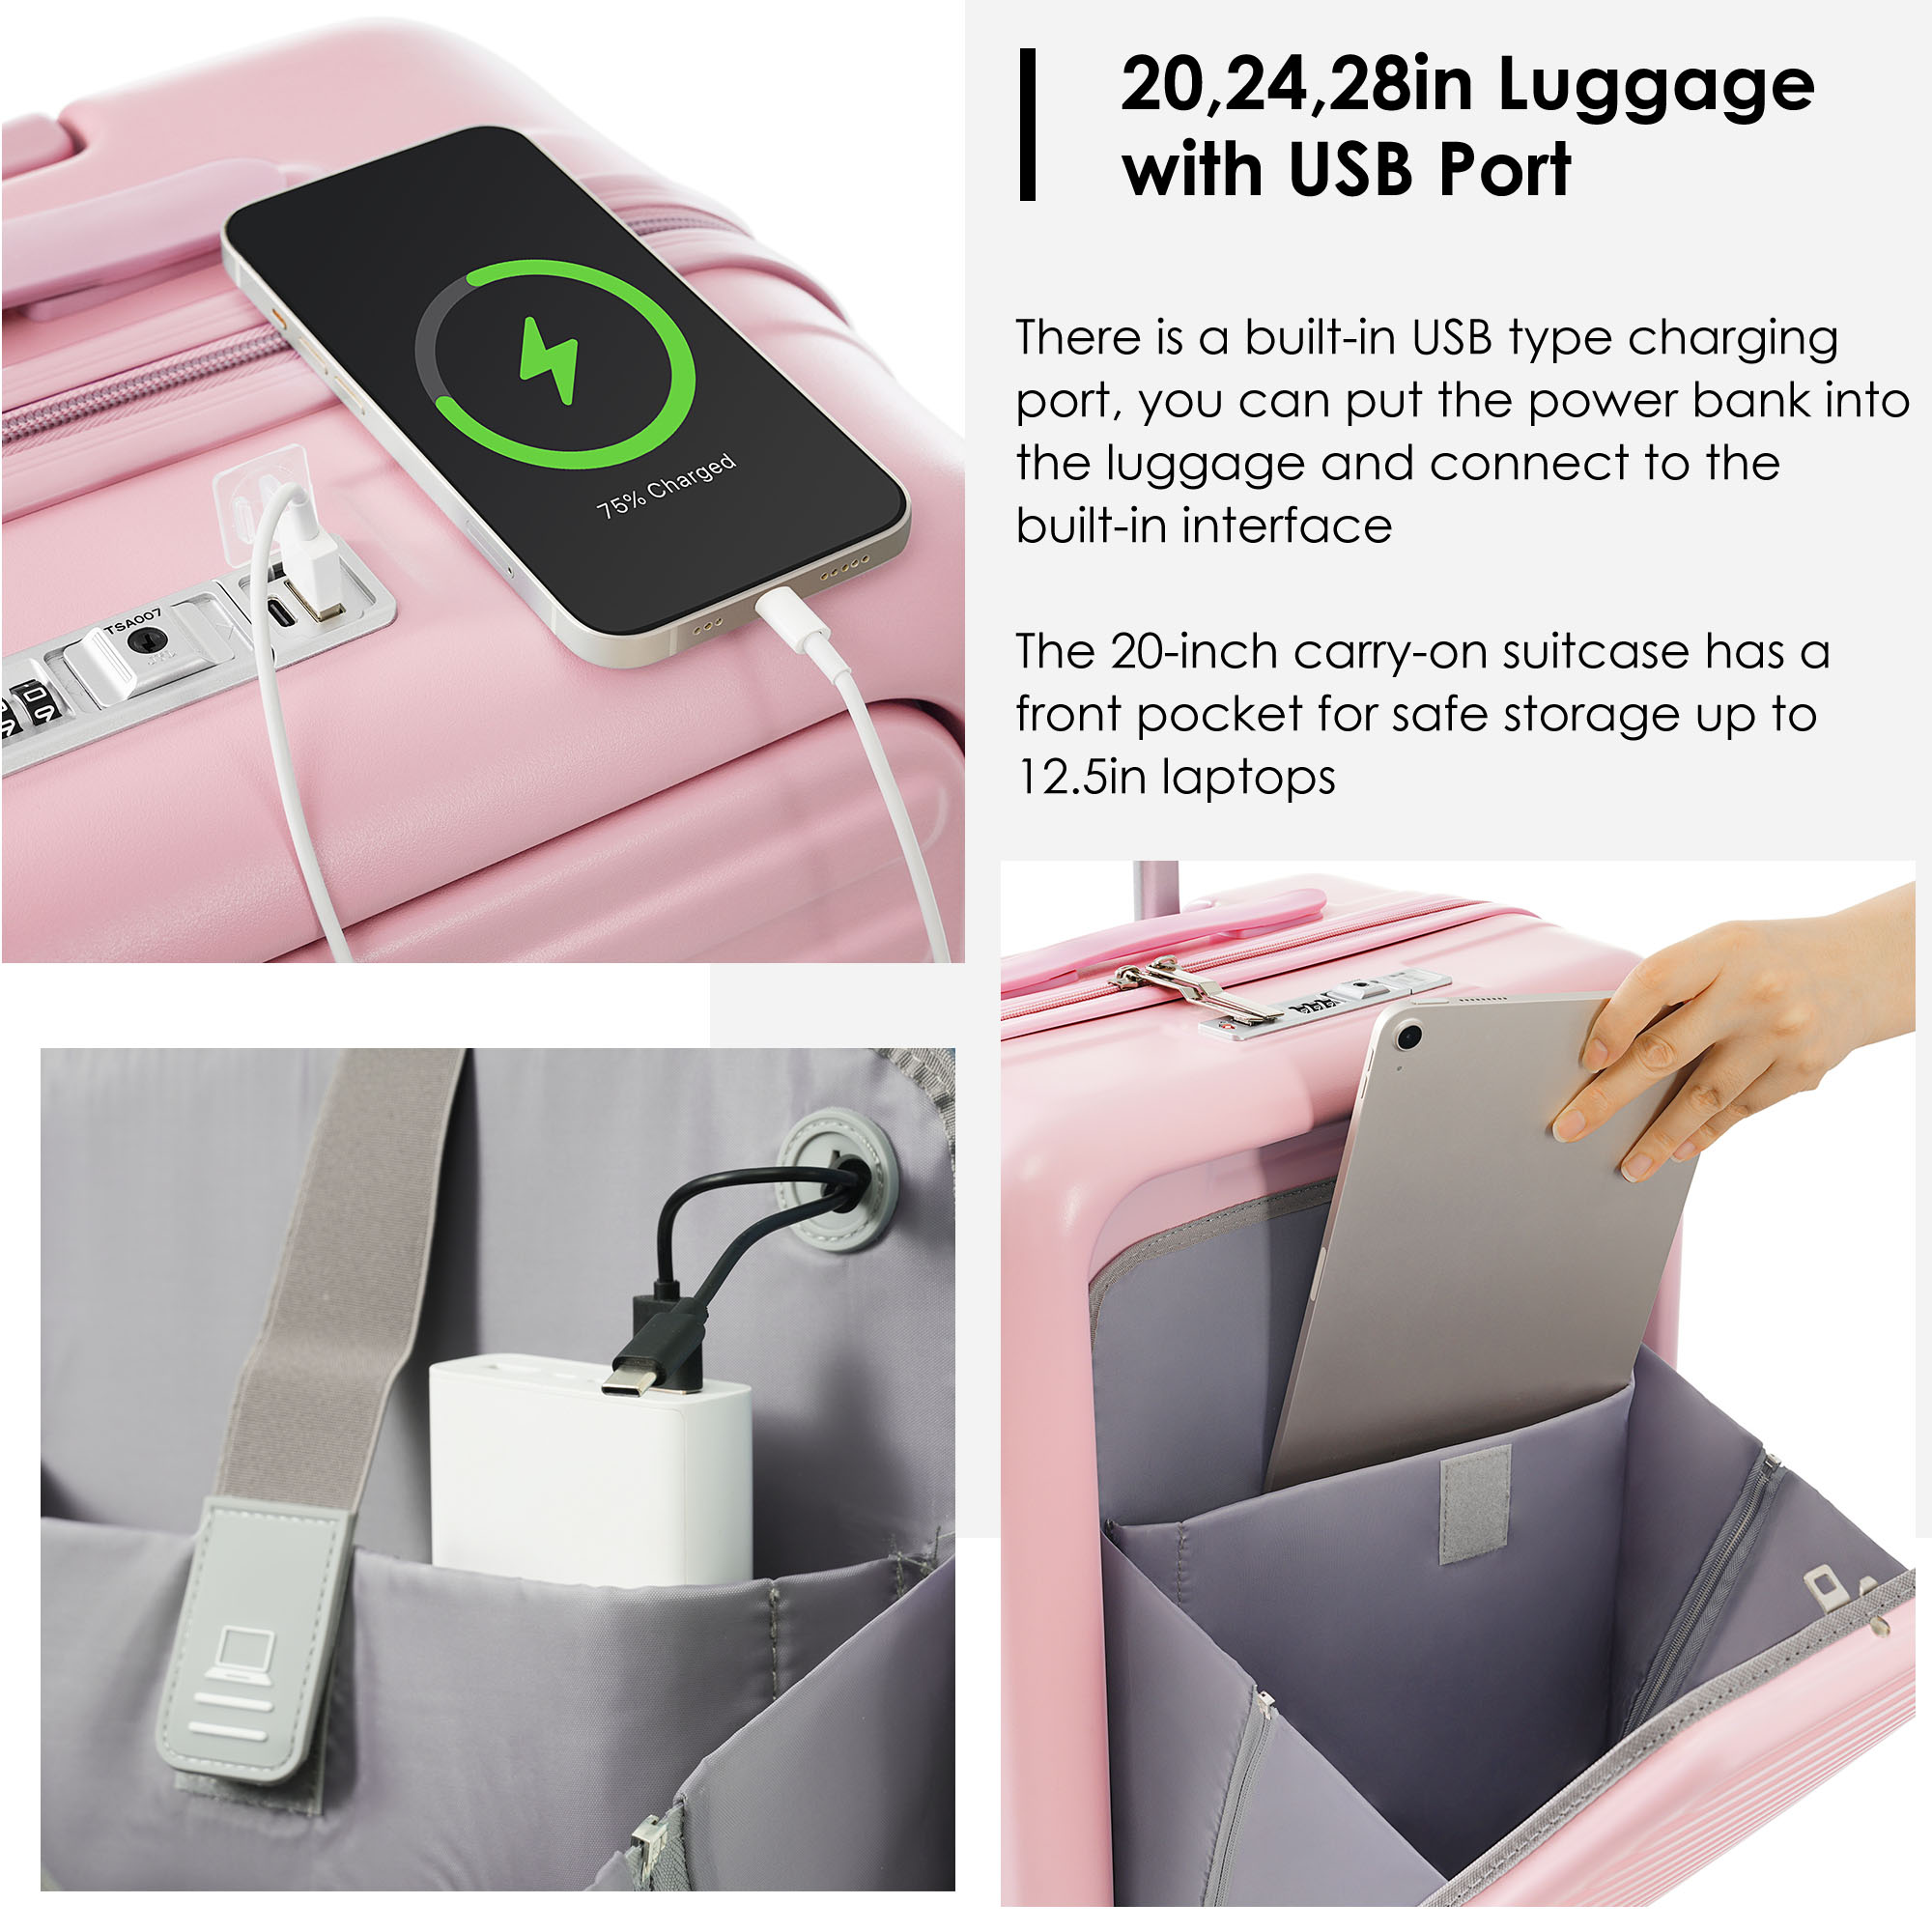 20,24,28in Luggage
with USB Port
There is a built-in USB type charging
port, you can put the power bank into
the luggage and connect to the
built-in interface
The 20-inch carry-on suitcase has a
front pocket for safe storage up to
12.5in laptops
75% Charged
TSA007